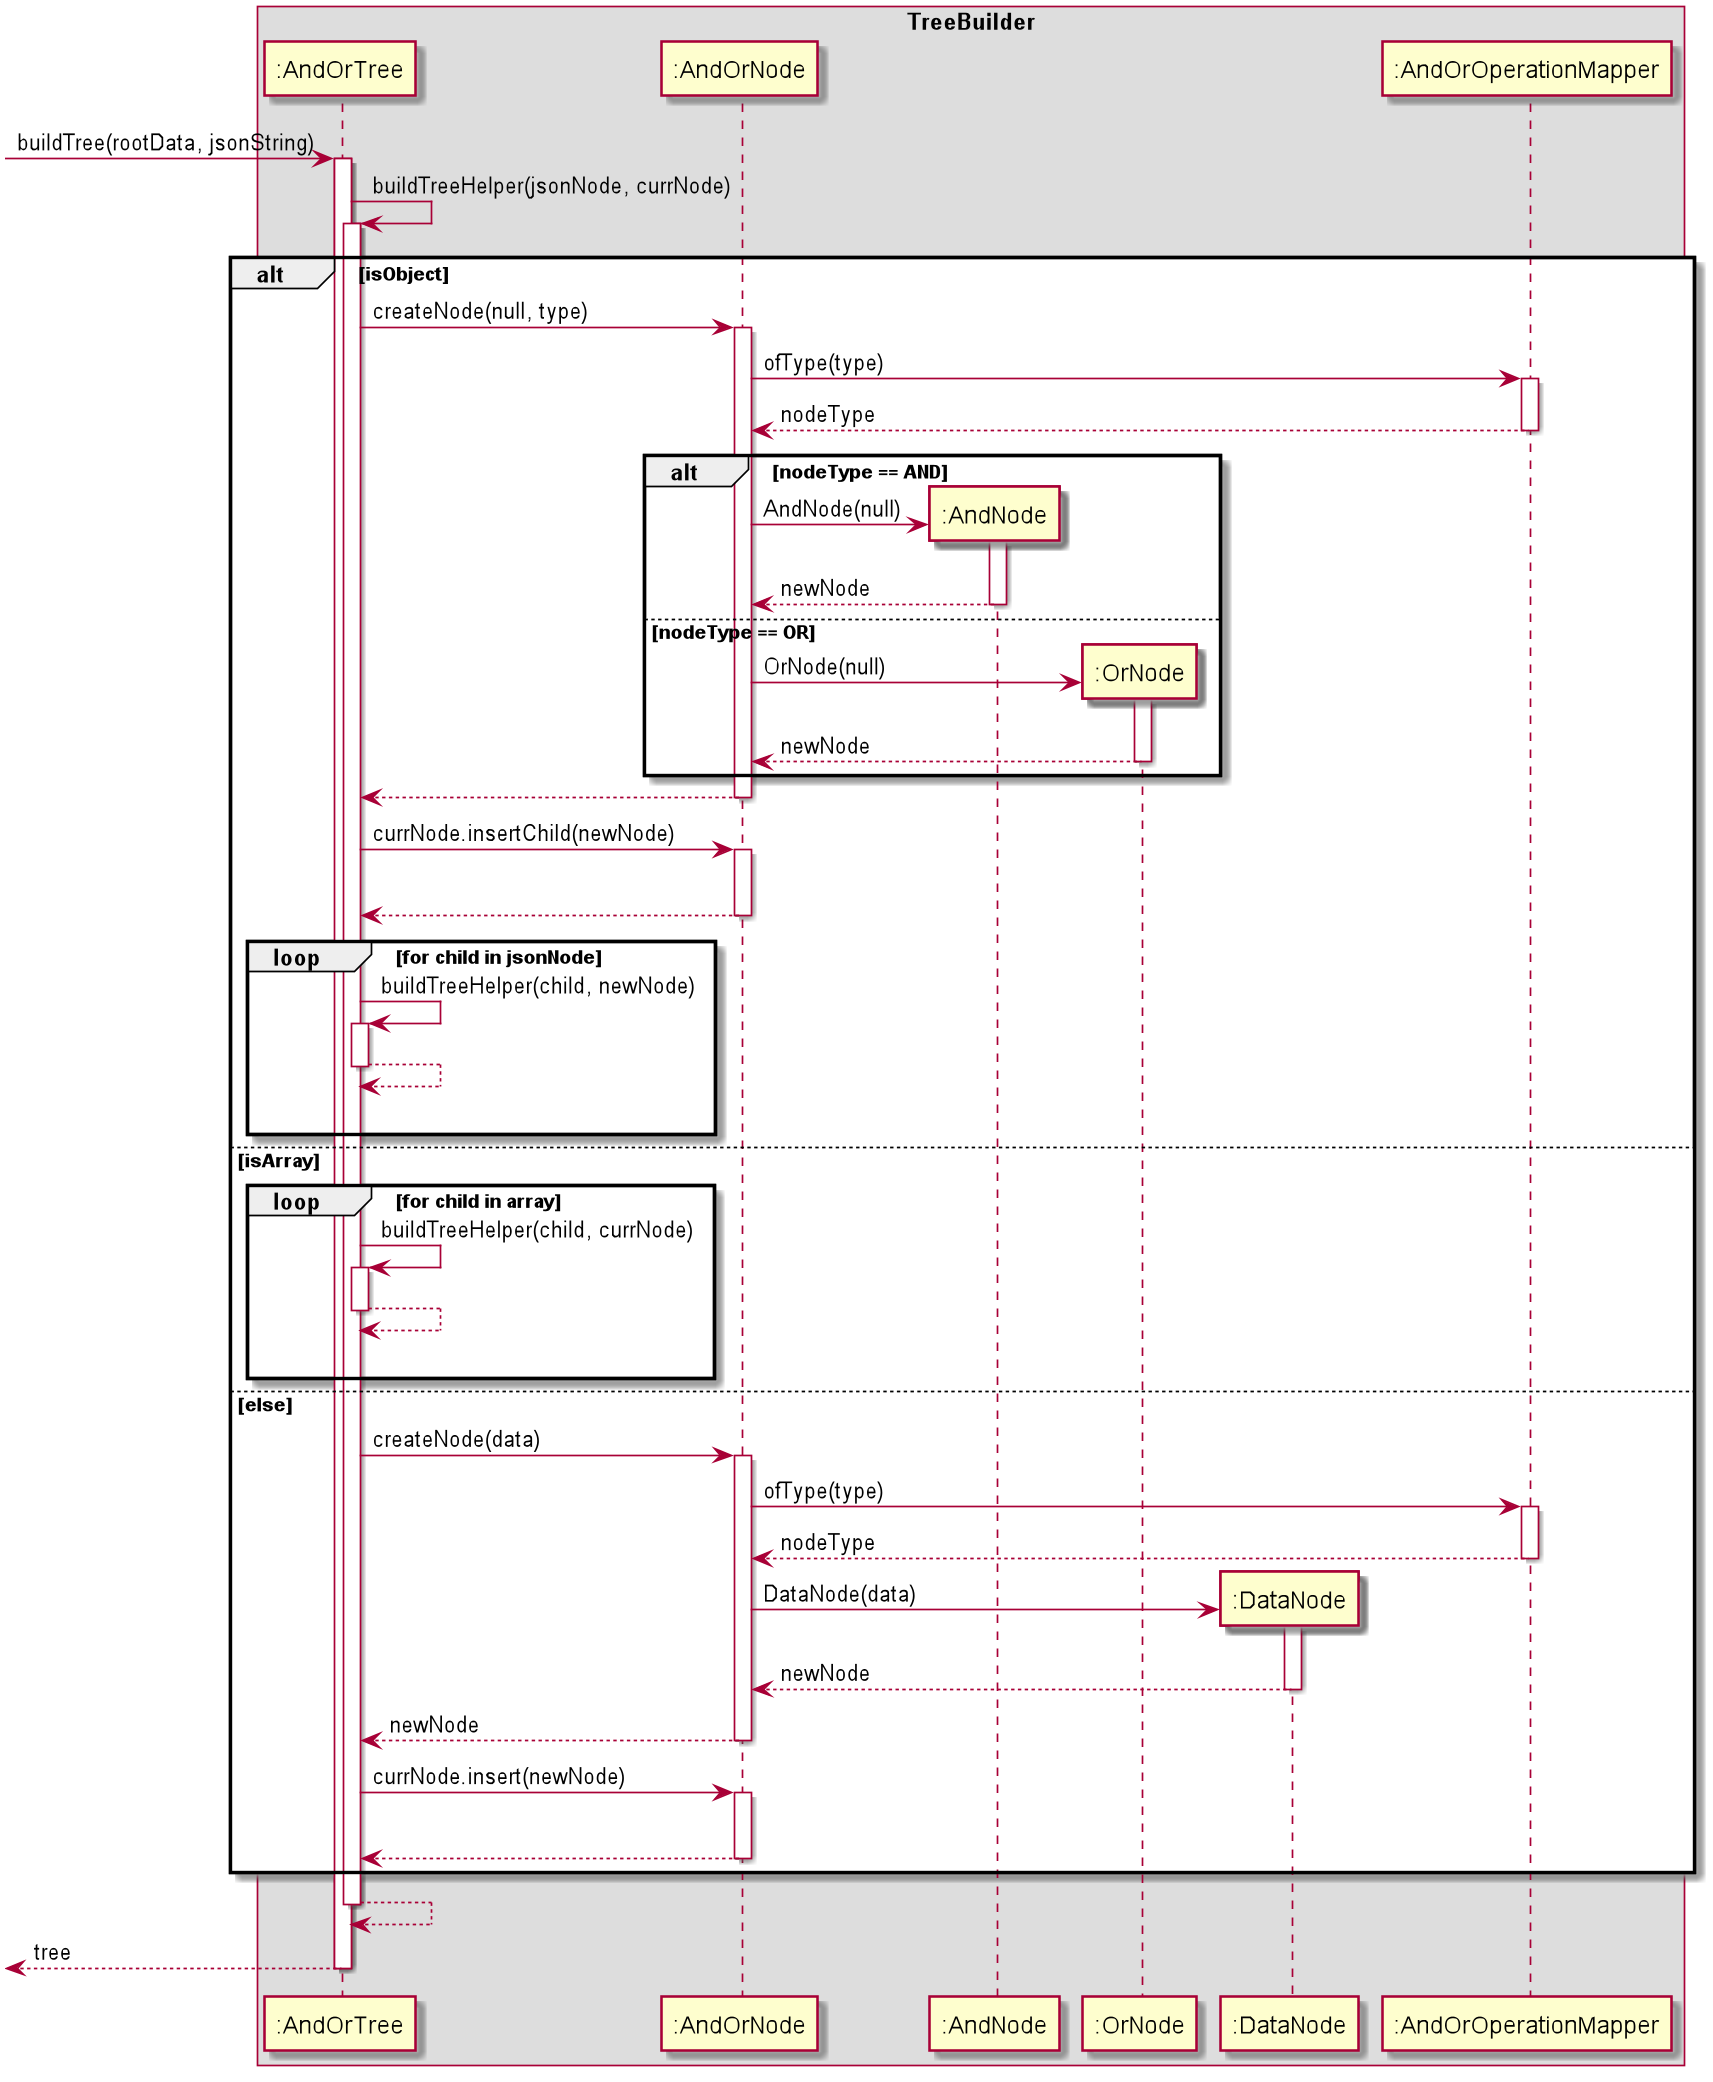 TreeBuilder
:AndOrTree
:AndOrNode
:AndOrOperationMapper
buildTree(rootData, jsonString)
buildTreeHelper(jsonNode, currNode)
alt
[isObject]
createNode(null, type)
ofType(type)
nodeType
alt
[nodeType == AND]
AndNode(null)
:AndNode
newNode
[nodeType == OR]
OrNode(null)
:OrNode
newNode
currNode.insertChild(newNode)
loop
[for child in jsonNode]
buildTreeHelper(child, newNode)
[isArray]
loop
[for child in array]
buildTreeHelper(child, currNode)
[else]
createNode(data)
ofType(type)
nodeType
DataNode(data)
:DataNode
newNode
newNode
currNode.insert(newNode)
tree
:AndOrTree
:AndOrNode
:AndNode
:OrNode
:DataNode
:AndOrOperationMapper